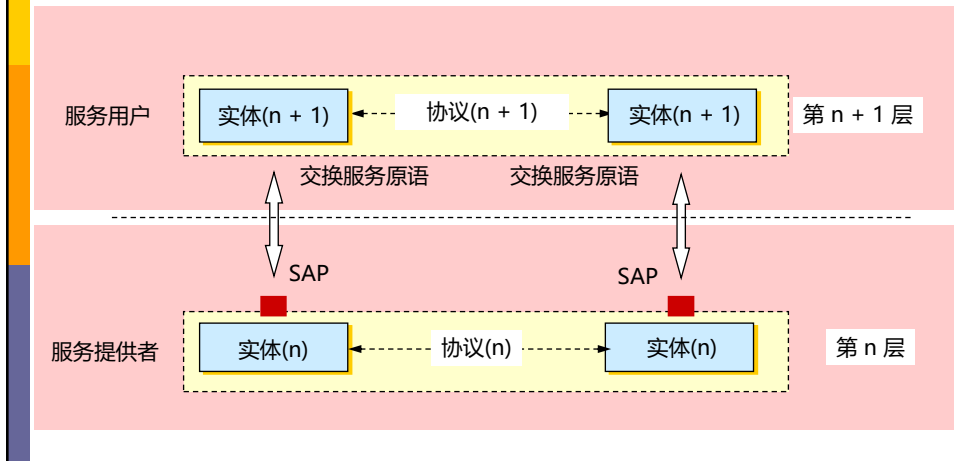 服务用户
实体(n + 1)
协议(n + 1)
实体(n + 1)
第 n + 1 层
交换服务原语
交换服务原语
SAP
SAP
服务提供者
实体(n)
协议(n)
实体(n)
第 n 层